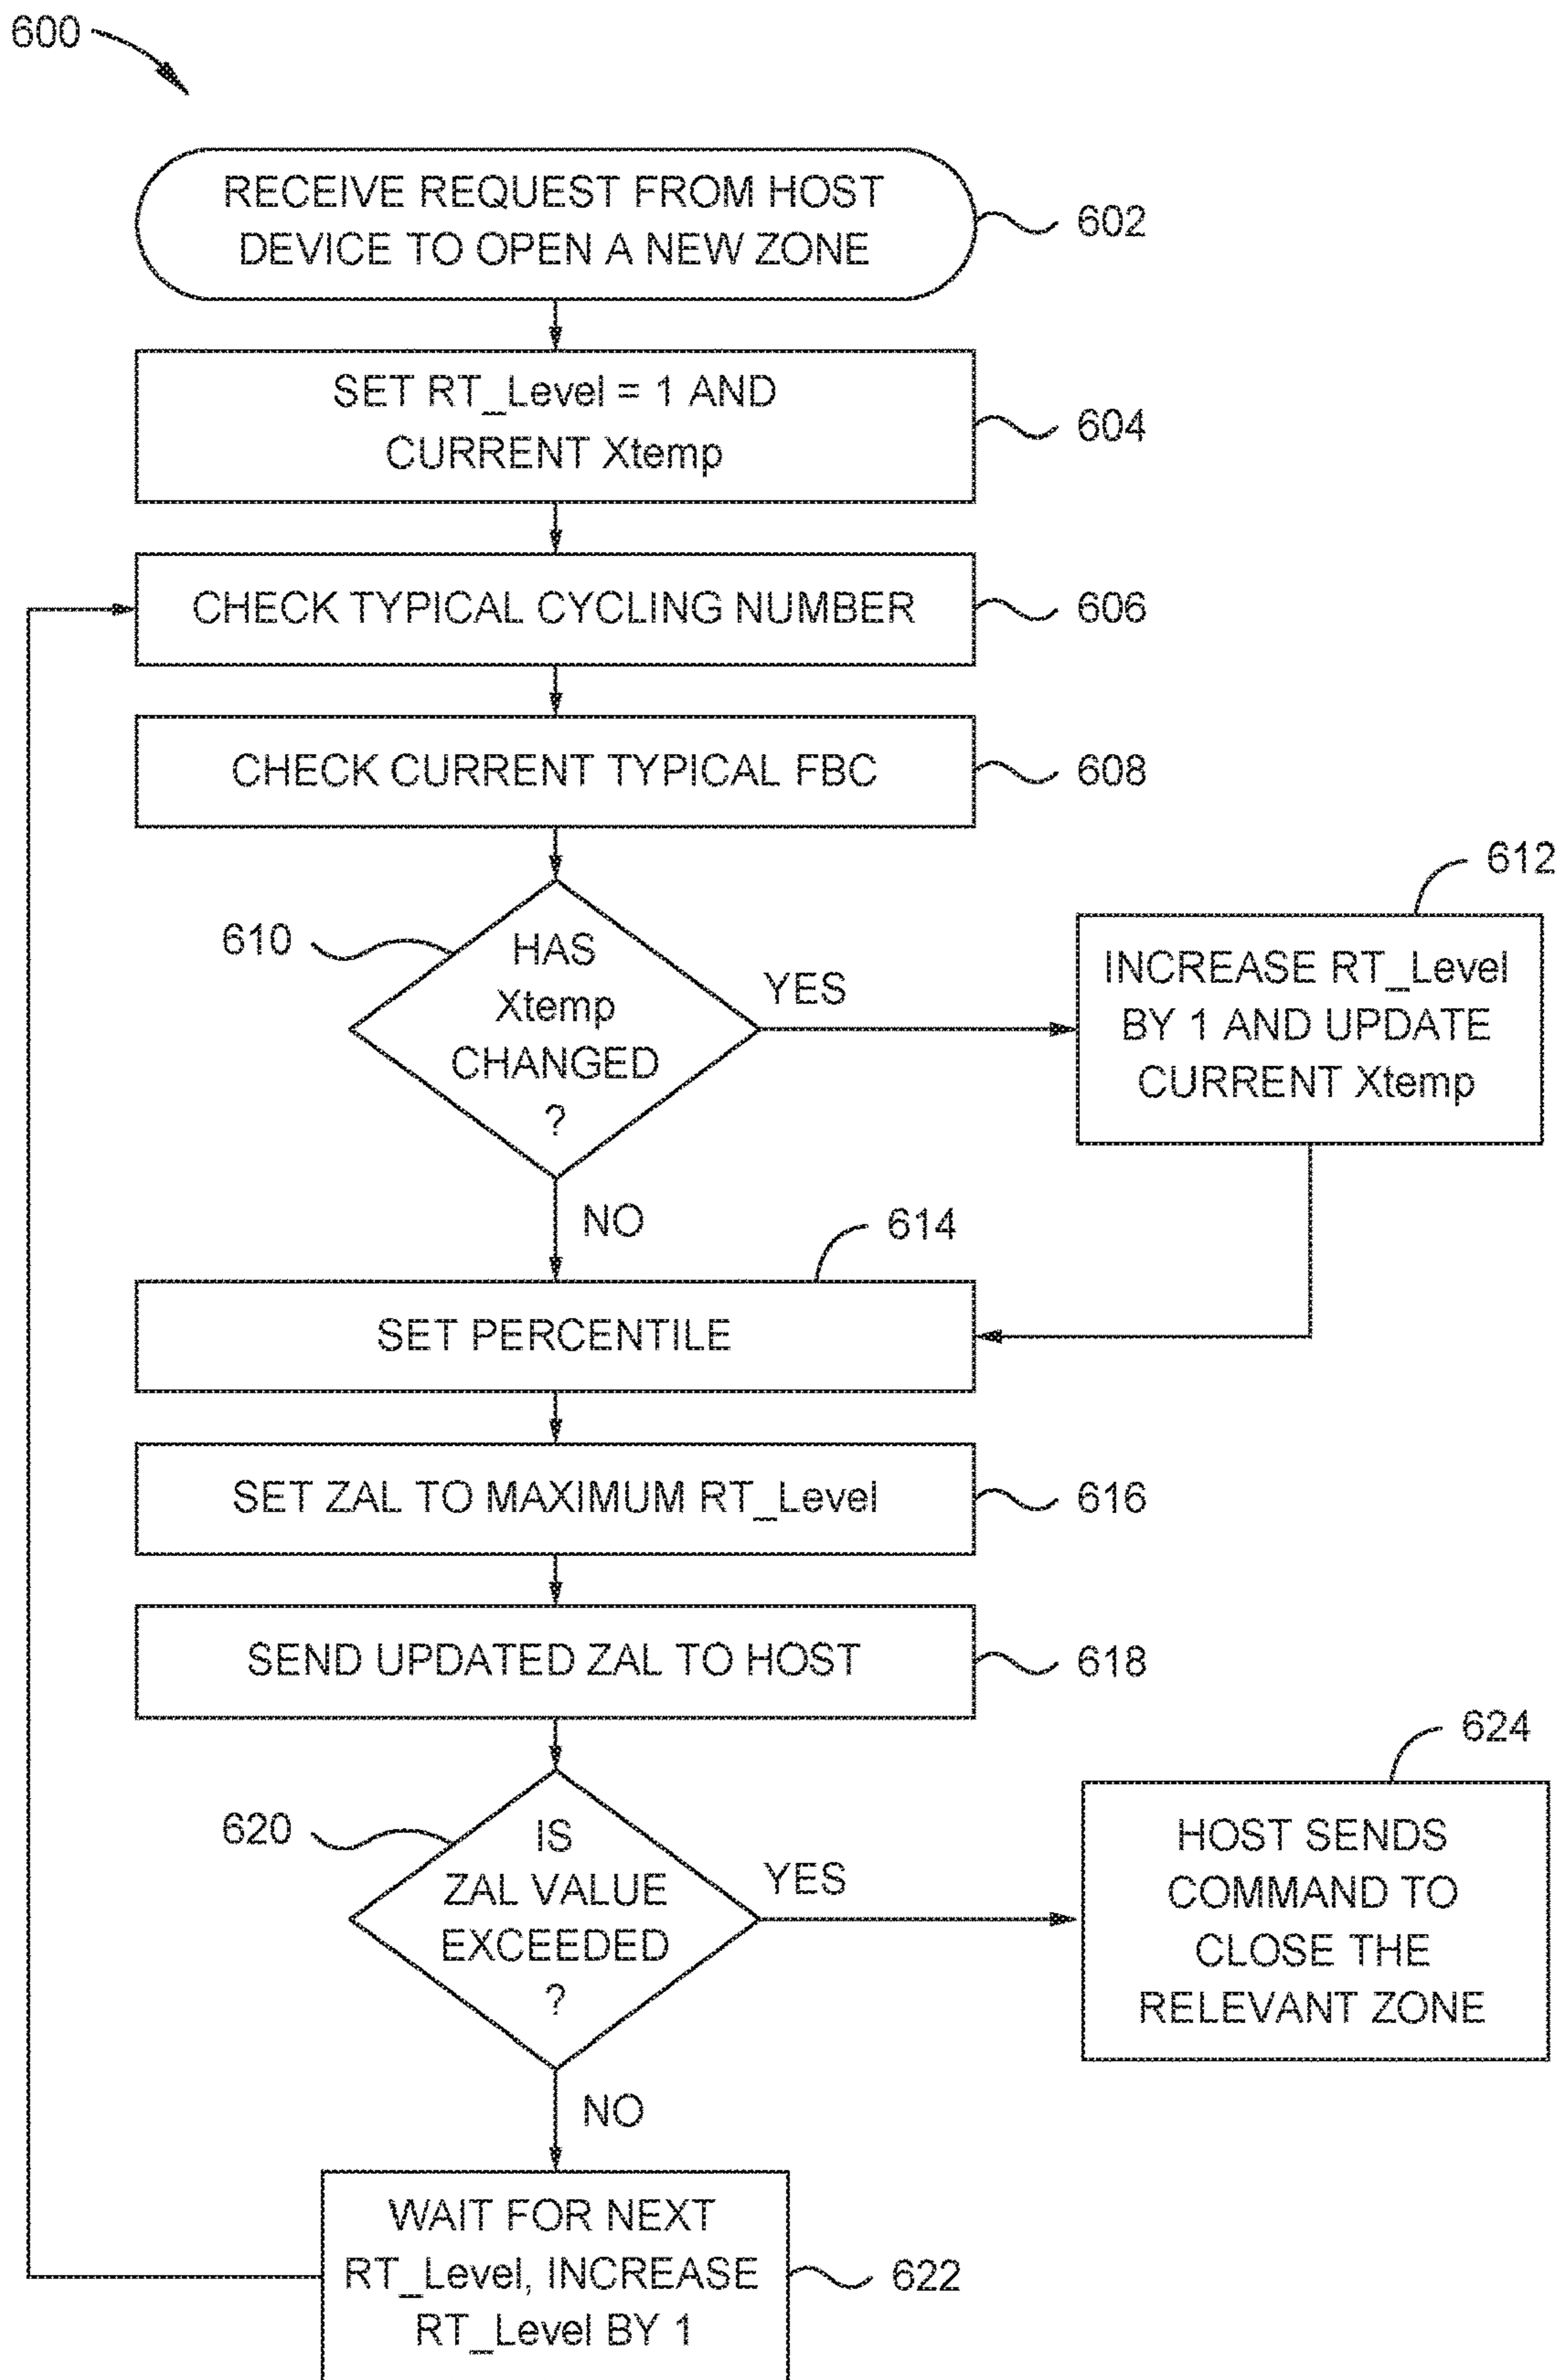 600
RECEIVE REQUEST FROM HOST
DEVICE TO OPEN A NEW ZONE
602
SET RT_Level = 1 AND
CURRENT Xtemp
604
CHECK TYPICAL CYCLING NUMBER
606
CHECK CURRENT TYPICAL FBC
608
610
HAS
Xtemp
CHANGED
?
YES
612
INCREASE RT_Level
BY 1 AND UPDATE
CURRENT Xtemp
NO
614
SET PERCENTILE
SET ZAL TO MAXIMUM RT_Level
616
SEND UPDATED ZAL TO HOST
618
620
IS
ZAL VALUE
EXCEEDED
?
YES
624
HOST SENDS
COMMAND TO
CLOSE THE
RELEVANT ZONE
NO
WAIT FOR NEXT
RT_Level, INCREASE
RT_Level BY 1
622